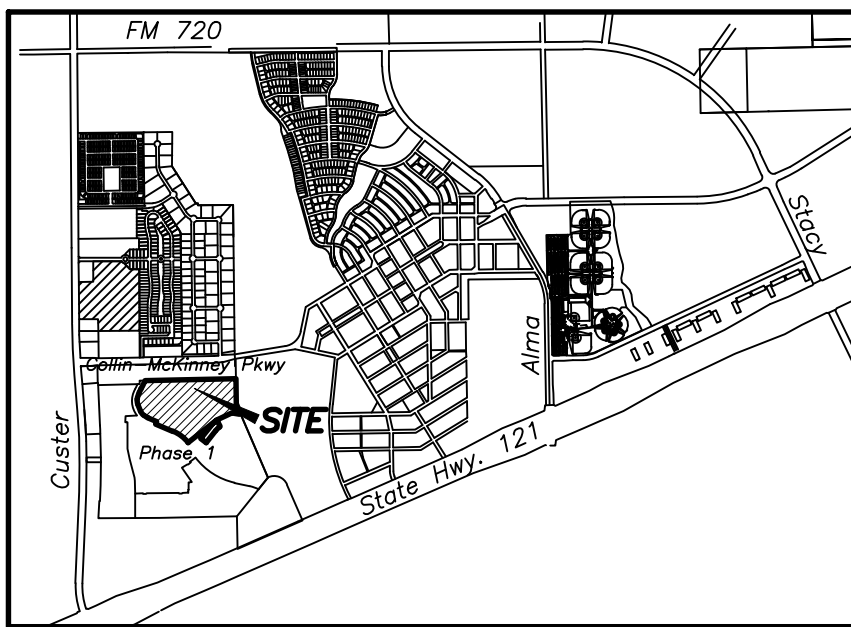 FM 720
Stacy
Alma
Collin McKinney Pkwy
SITE
Custer
Phase 1
State Hwy. 121